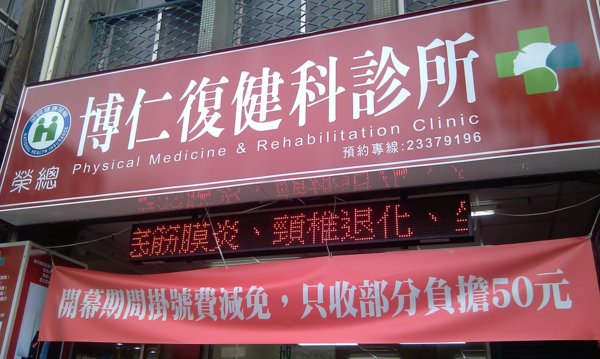 博仁復健科診所
Physical Medicine & Rehabilitation Clinic
榮總
預約專線:23379196
筋膜炎、頸椎退化、
開幕期間掛號費減免，只收部分負擔50元